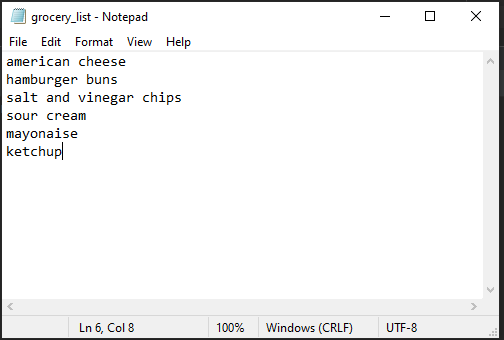 grocery_list - Notepad
File Edit Format View Help
american cheese
hamburger buns
salt and vinegar chips
sour cream
mayonaise
ketchup
Ln 6, Col 8 100% Windows (CRLF) UTF-8